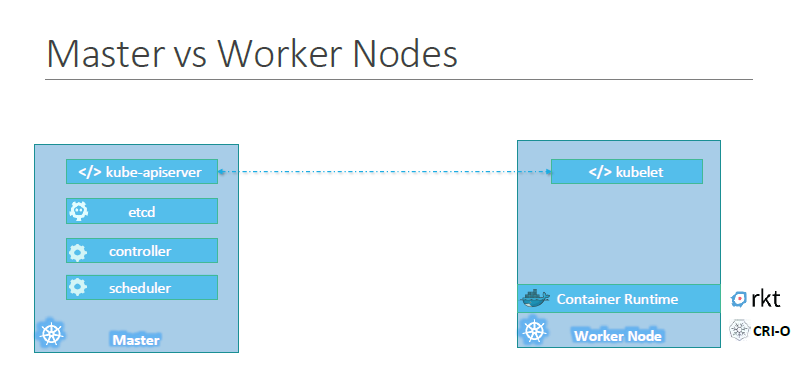 Master vs Worker Nodes
</> kube-apiserver
etcd
controller
scheduler
Master
</> kubelet
Container Runtime
Worker Node
rkt
CRI-O